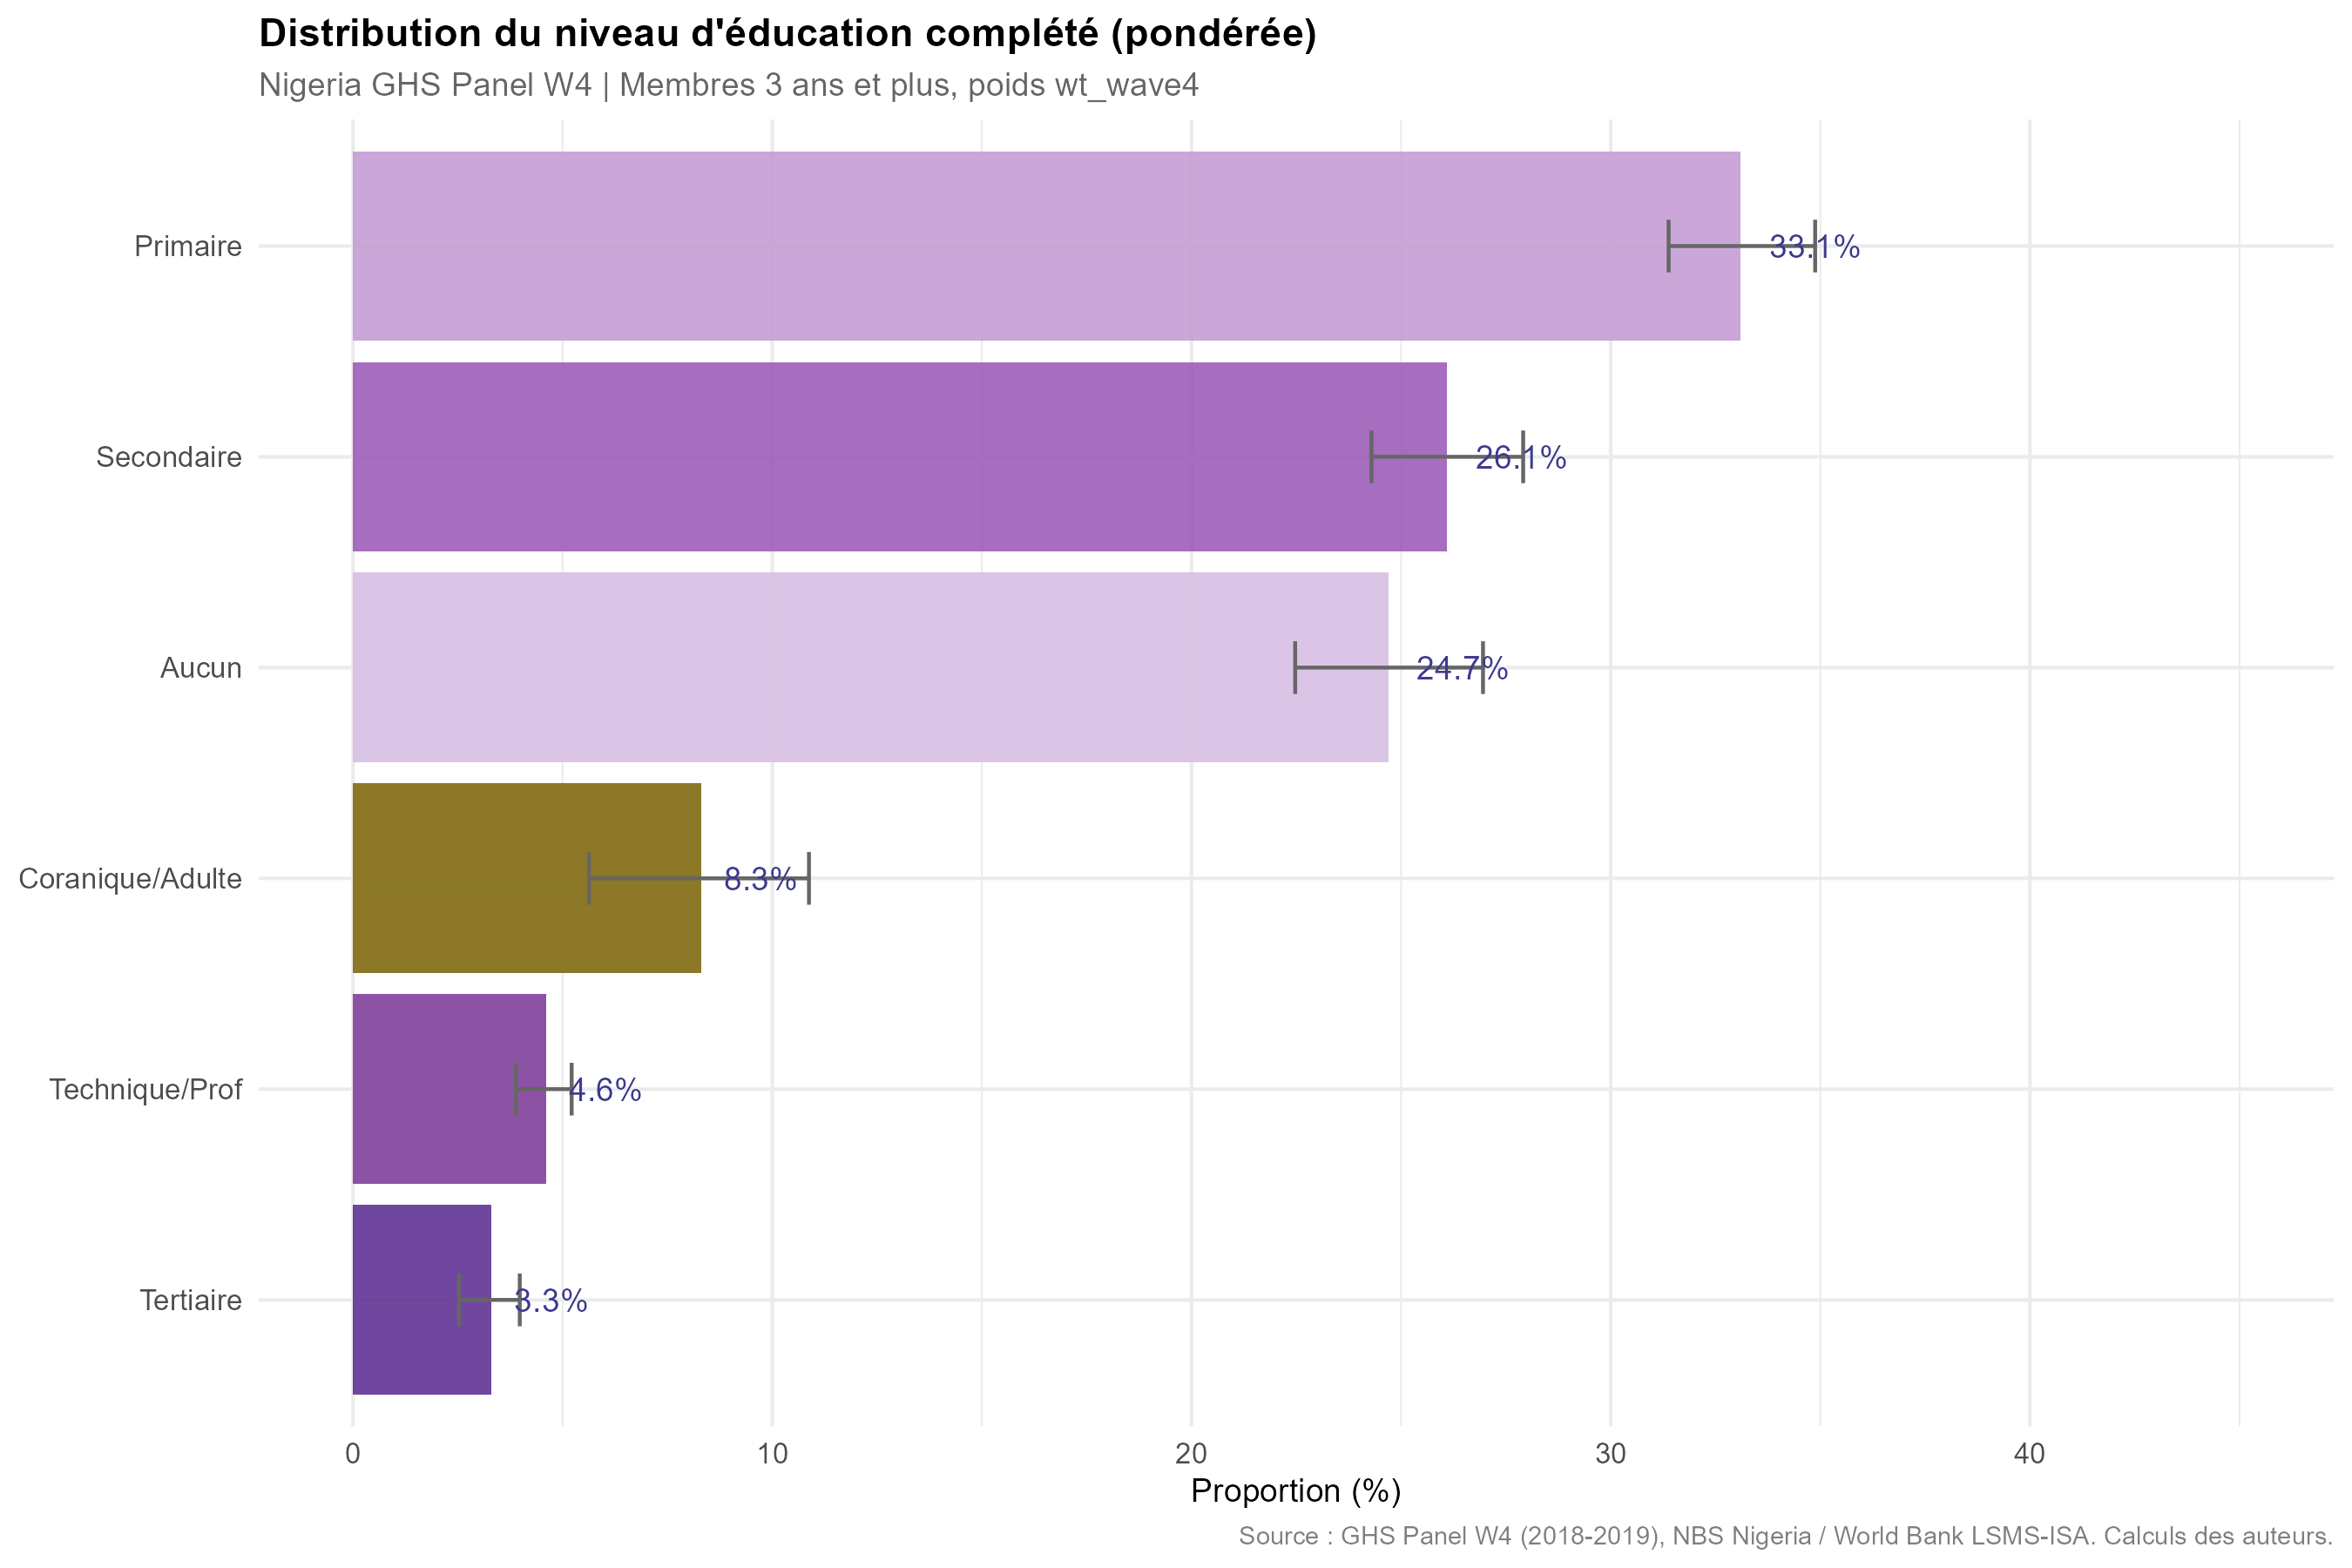 Distribution du niveau d'éducation complété (pondérée)
Nigeria GHS Panel W4 | Membres 3 ans et plus, poids wt_wave4
Primaire
33.1%
Secondaire
26.1%
Aucun
24.7%
Coranique/Adulte
8.3%
Technique/Prof
4.6%
Tertiaire
3.3%
0 10 20 30 40
Proportion (%)
Source : GHS Panel W4 (2018-2019), NBS Nigeria / World Bank LSMS-ISA. Calculs des auteurs.